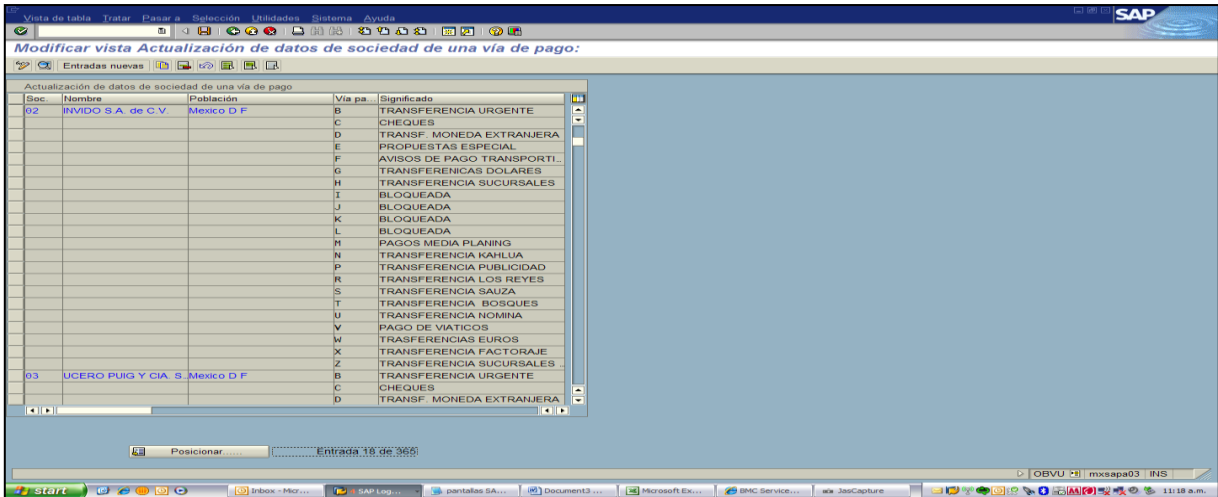 Vista de tabla Tratar Pasar a Selección Utilidades Sistema Ayuda
SAP
Modificar vista Actualización de datos de sociedad de una vía de pago:
Entradas nuevas
Actualización de datos de sociedad de una vía de pago
Soc. Nombre Población Vía pa... Significado
02 INVIDO S.A. de C.V. Mexico D F B TRANSFERENCIA URGENTE
C CHEQUES
D TRANSF. MONEDA EXTRANJERA
E PROPUESTAS ESPECIAL
F AVISOS DE PAGO TRANSPORTI...
G TRANSFERENICAS DOLARES
H TRANSFERENCIA SUCURSALES
I BLOQUEADA
J BLOQUEADA
K BLOQUEADA
L BLOQUEADA
M PAGOS MEDIA PLANING
N TRANSFERENCIA KAHLUA
P TRANSFERENCIA PUBLICIDAD
R TRANSFERENCIA LOS REYES
S TRANSFERENCIA SAUZA
T TRANSFERENCIA BOSQUES
U TRANSFERENCIA NOMINA
V PAGO DE VIATICOS
W TRASFERENCIAS EUROS
X TRANSFERENCIA FACTORAJE
Z TRANSFERENCIA SUCURSALES ...
03 UCERO PUIG Y CIA. S... Mexico D F B TRANSFERENCIA URGENTE
C CHEQUES
D TRANSF. MONEDA EXTRANJERA
Posicionar...... Entrada 18 de 365
OBVU mxsapa03 INS
start Inbox - Micr... SAP Log... pantallas SA... Document3 ... Microsoft Ex... BMC Service... JasCapture 11:18 a.m.